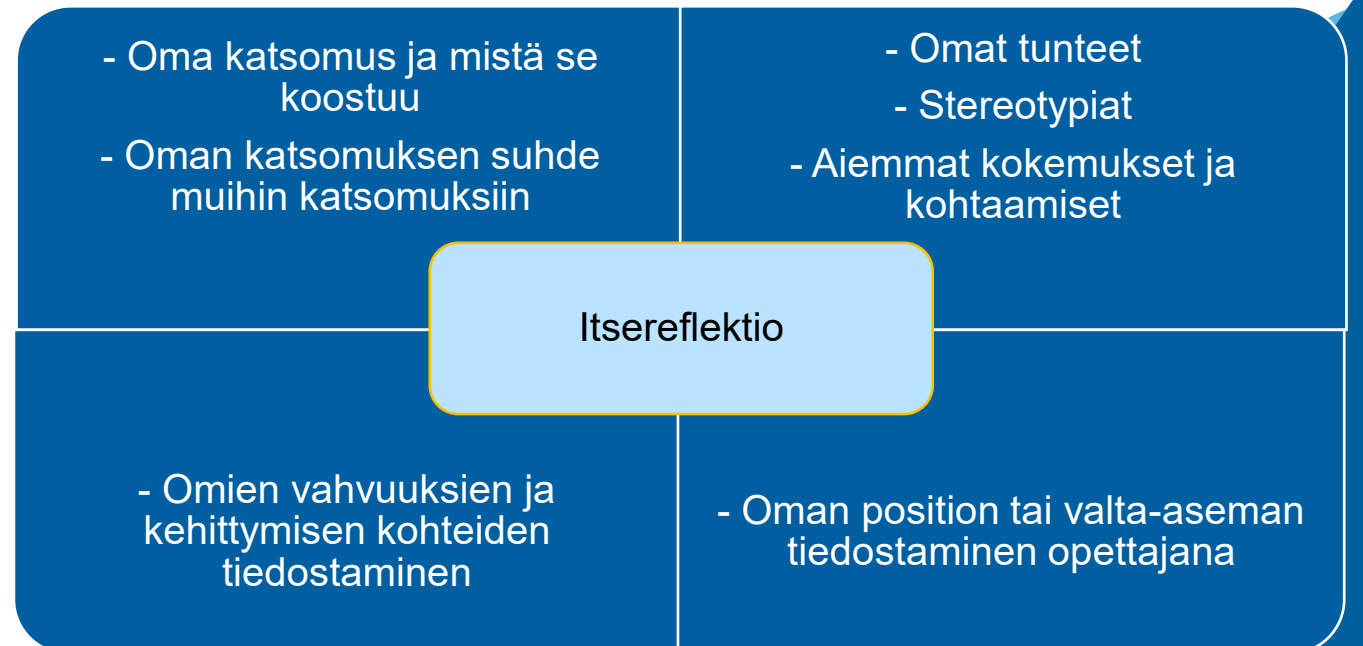 - Oma katsomus ja mistä se
koostuu
- Oman katsomuksen suhde
muihin katsomuksiin
- Omat tunteet
- Stereotypiat
- Aiemmat kokemukset ja
kohtaamiset
Itsereflektio
- Omien vahvuuksien ja
kehittymisen kohteiden
tiedostaminen
- Oman position tai valta-aseman
tiedostaminen opettajana